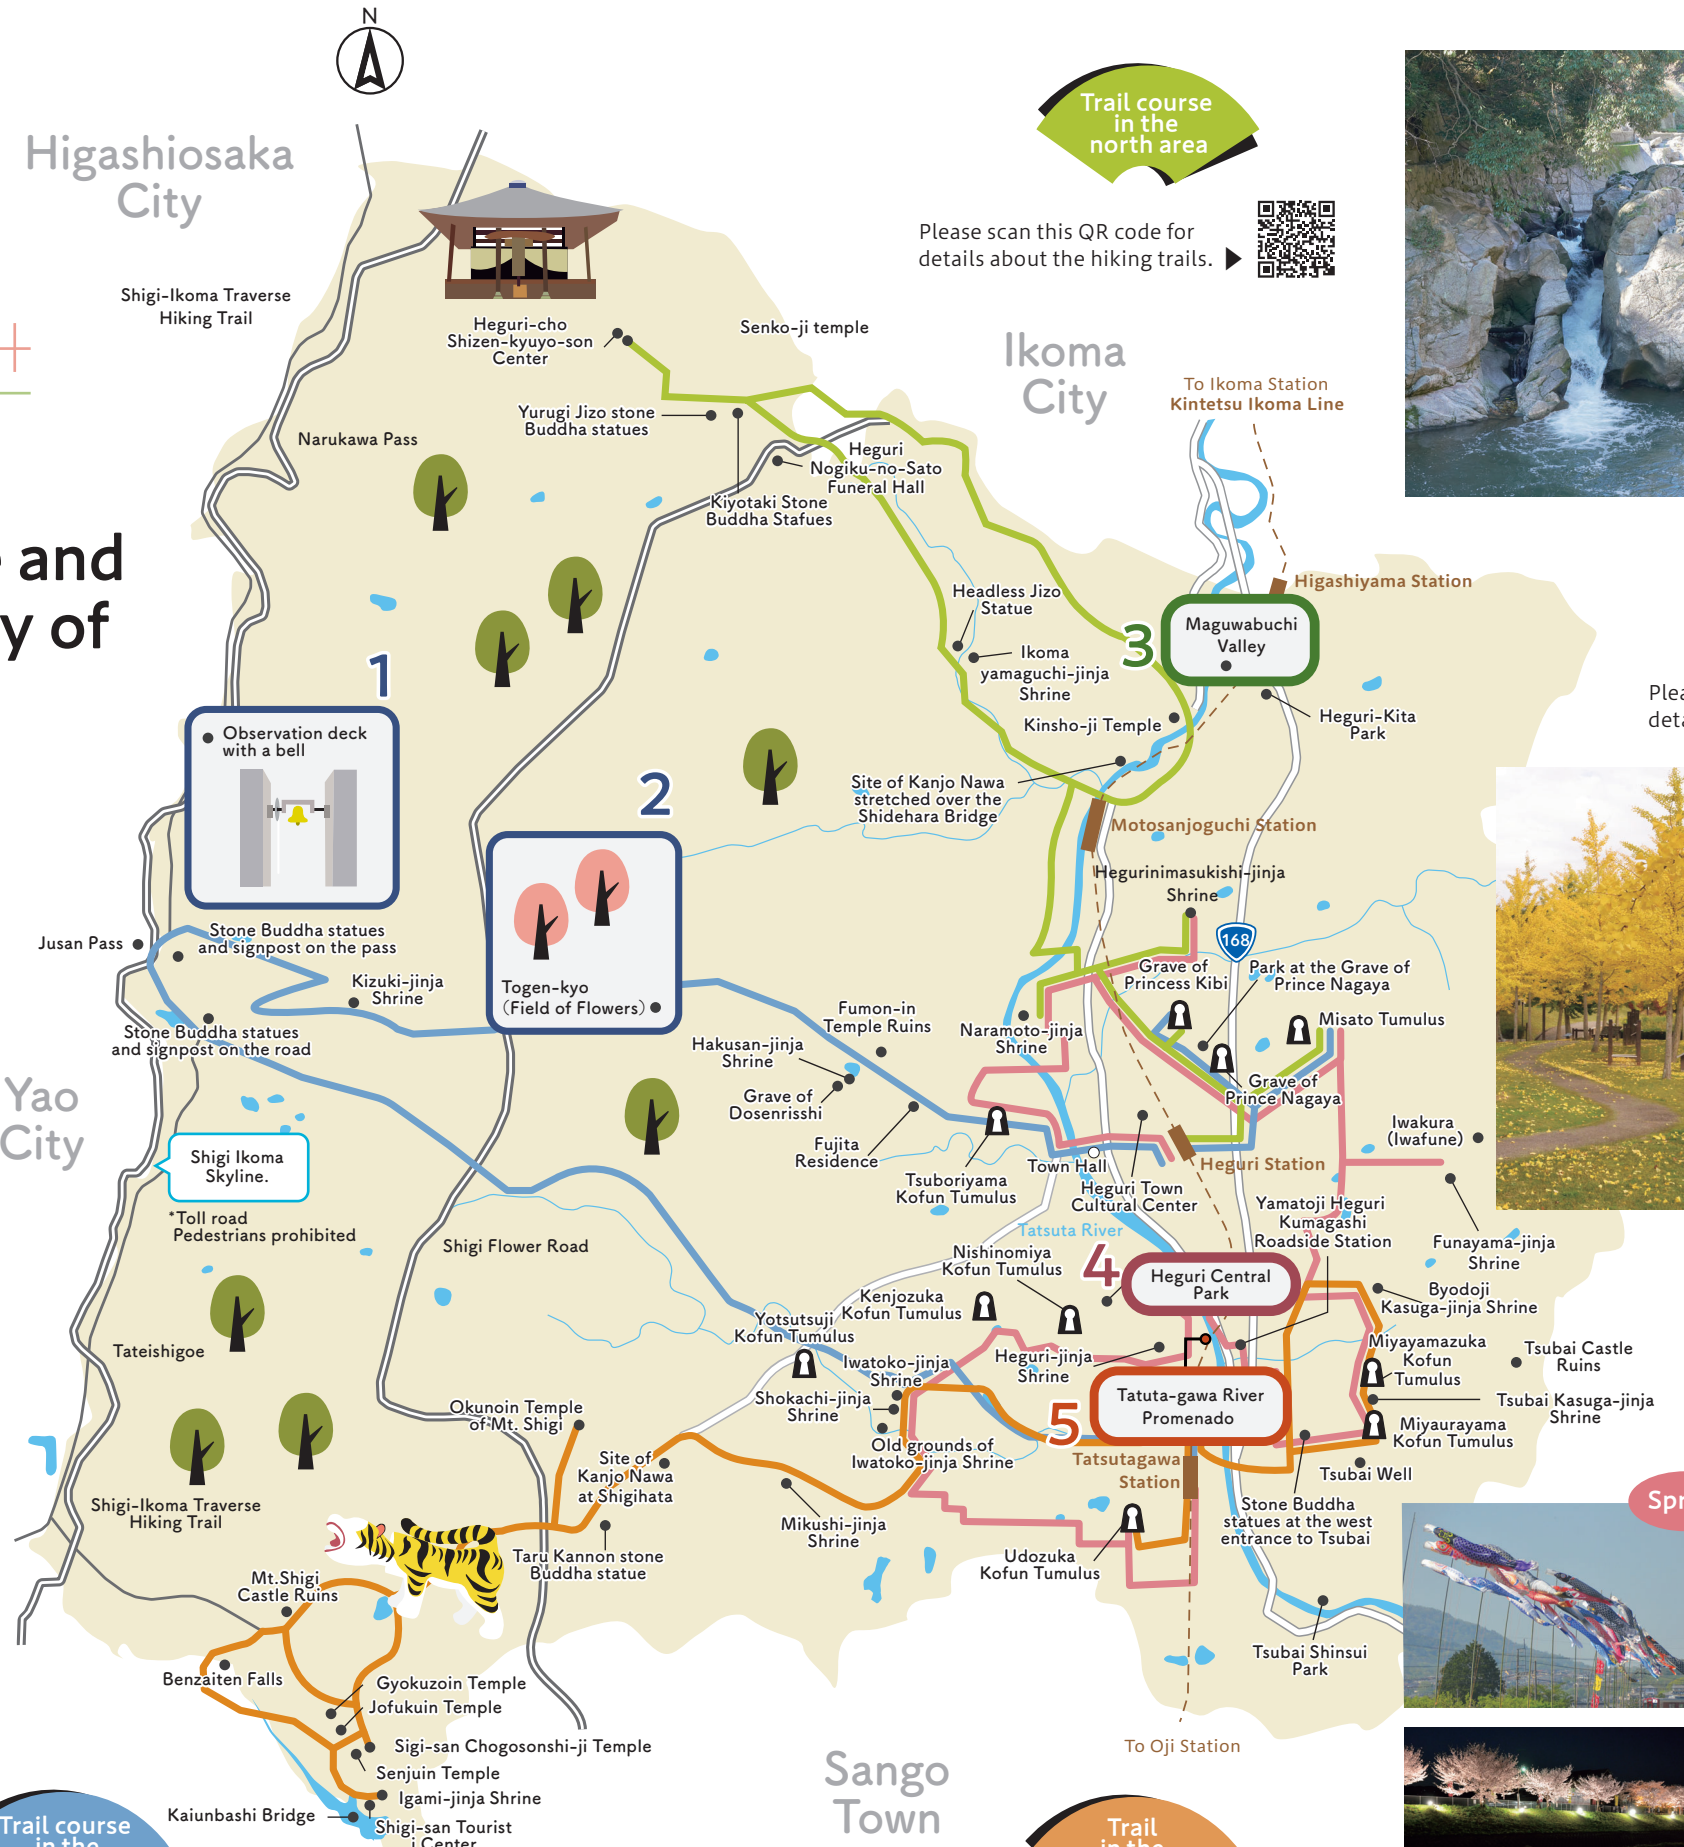 N
Higashiosaka
City
Trail course
in the
north area
Please scan this QR code for
details about the hiking trails.
Shigi-Ikoma Traverse
Hiking Trail
Heguri-cho
Shizen-kyuyo-son
Center
Senko-ji temple
Ikoma
City
To Ikoma Station
Kintetsu Ikoma Line
Yurugi Jizo stone
Buddha statues
Narukawa Pass
Heguri
Nogiku-no-Sato
Funeral Hall
Kiyotaki Stone
Buddha Stafues
and
y of
Higashiyama Station
Headless Jizo
Statue
3
Maguwabuchi
Valley
Ikoma
yamaguchi-jinja
Shrine
1
Plea
deta
Observation deck
with a bell
Kinsho-ji Temple
Heguri-Kita
Park
2
Site of Kanjo Nawa
stretched over the
Shidehara Bridge
Motosanjoguchi Station
Hegurinimasukishi-jinja
Shrine
Jusan Pass
Stone Buddha statues
and signpost on the pass
168
Kizuki-jinja
Shrine
Togen-kyo
(Field of Flowers)
Grave of
Princess Kibi
Park at the Grave of
Prince Nagaya
Fumon-in
Temple Ruins
Misato Tumulus
Stone Buddha statues
and signpost on the road
Naramoto-jinja
Shrine
Hakusan-jinja
Shrine
Grave of
Prince Nagaya
Yao
City
Grave of
Dosenrisshi
Iwakura
(Iwafune)
Fujita
Residence
Shigi Ikoma
Skyline.
Town Hall
Heguri Station
Tsuboriyama
Kofun Tumulus
Heguri Town
Cultural Center
*Toll road
Pedestrians prohibited
Tatsuta River
Yamatoji Heguri
Kumagashi
Roadside Station
Shigi Flower Road
Funayama-jinja
Shrine
Nishinomiya
Kofun Tumulus
4
Heguri Central
Park
Byodoji
Kasuga-jinja Shrine
Kenjozuka
Kofun Tumulus
Yotsutsuji
Kofun Tumulus
Tateishigoe
Miyayamazuka
Kofun
Tumulus
Tsubai Castle
Ruins
Iwatoko-jinja
Shrine
Heguri-jinja
Shrine
Shokachi-jinja
Shrine
Tatuta-gawa River
Promenado
5
Tsubai Kasuga-jinja
Shrine
Okunoin Temple
of Mt. Shigi
Miyaurayama
Kofun Tumulus
Old grounds of
Iwatoko-jinja Shrine
Site of
Kanjo Nawa
at Shigihata
Tatsutagawa
Station
Tsubai Well
Shigi-Ikoma Traverse
Hiking Trail
Spr
Mikushi-jinja
Shrine
Stone Buddha
statues at the west
entrance to Tsubai
Taru Kannon stone
Buddha statue
Udozuka
Kofun Tumulus
Mt.Shigi
Castle Ruins
Tsubai Shinsui
Park
Benzaiten Falls
Gyokuzoin Temple
Jofukuin Temple
Sigi-san Chogosonshi-ji Temple
To Oji Station
Senjuin Temple
Sango
Town
Igami-jinja Shrine
Kaiunbashi Bridge
Shigi-san Tourist
i Center
Trail course
in the
Trail
in the